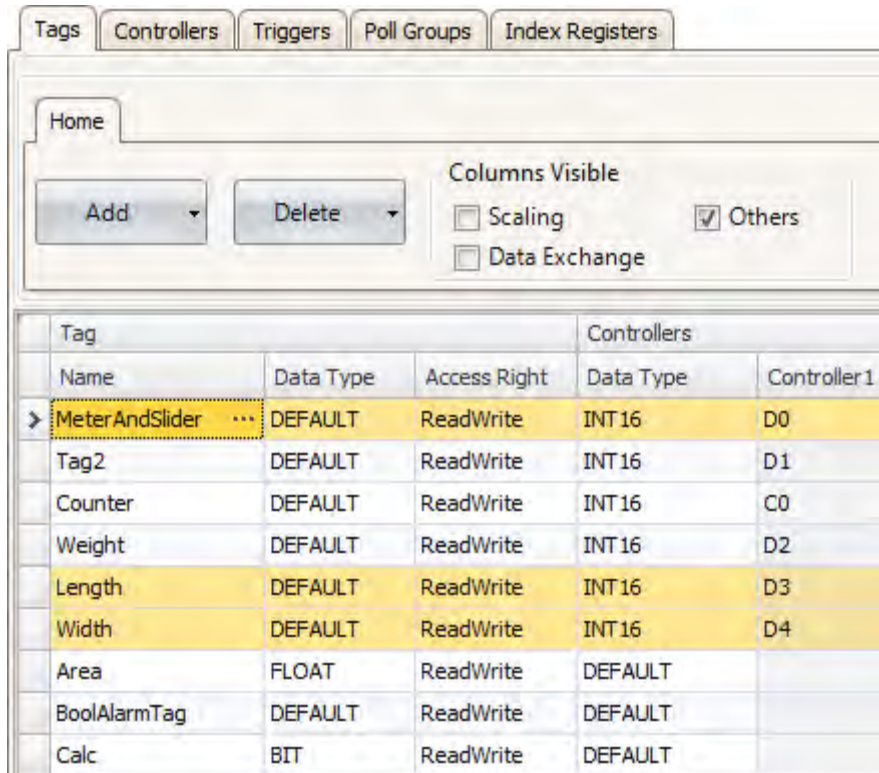 Tags Controllers Triggers Poll Groups Index Registers
Home
Columns Visible
Add Delete Scaling Others
Data Exchange
Tag Controllers
Name Data Type Access Right Data Type Controller1
MeterAndSlider ... DEFAULT ReadWrite INT16 D0
Tag2 DEFAULT ReadWrite INT16 D1
Counter DEFAULT ReadWrite INT16 C0
Weight DEFAULT ReadWrite INT16 D2
Length DEFAULT ReadWrite INT16 D3
Width DEFAULT ReadWrite INT16 D4
Area FLOAT ReadWrite DEFAULT
BoolAlarmTag DEFAULT ReadWrite DEFAULT
Calc BIT ReadWrite DEFAULT